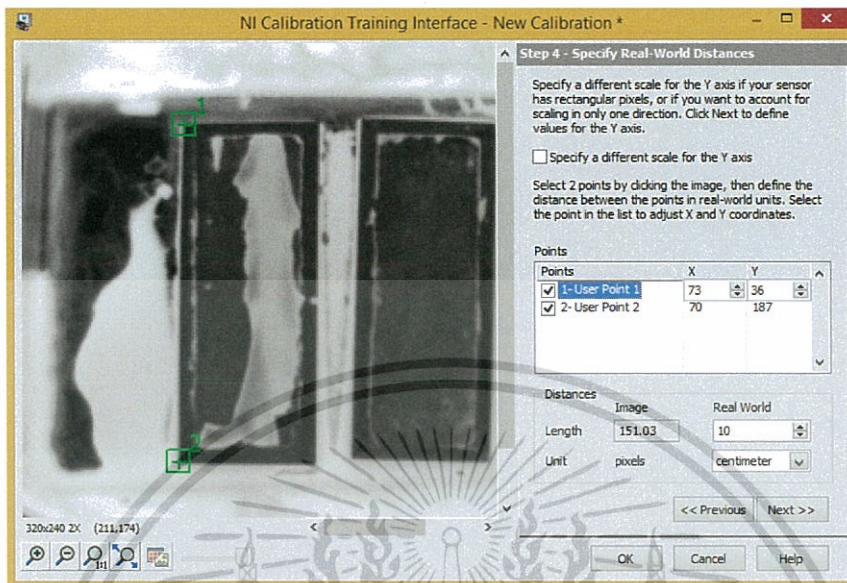 NI Calibration Training Interface - New Calibration *
Step 4 - Specify Real-World Distances
Specify a different scale for the Y axis if your sensor
has rectangular pixels, or if you want to account for
scaling in only one direction. Click Next to define
values for the Y axis.
Specify a different scale for the Y axis
Select 2 points by clicking the image, then define the
distance between the points in real-world units. Select
the point in the list to adjust X and Y coordinates.
Points
Points X Y
1- User Point 1 73 36
2- User Point 2 70 187
Distances
Image Real World
Length 151.03 10
Unit pixels centimeter
<< Previous Next >>
OK Cancel Help
1
2
320x240 2X (211,174)
1:1